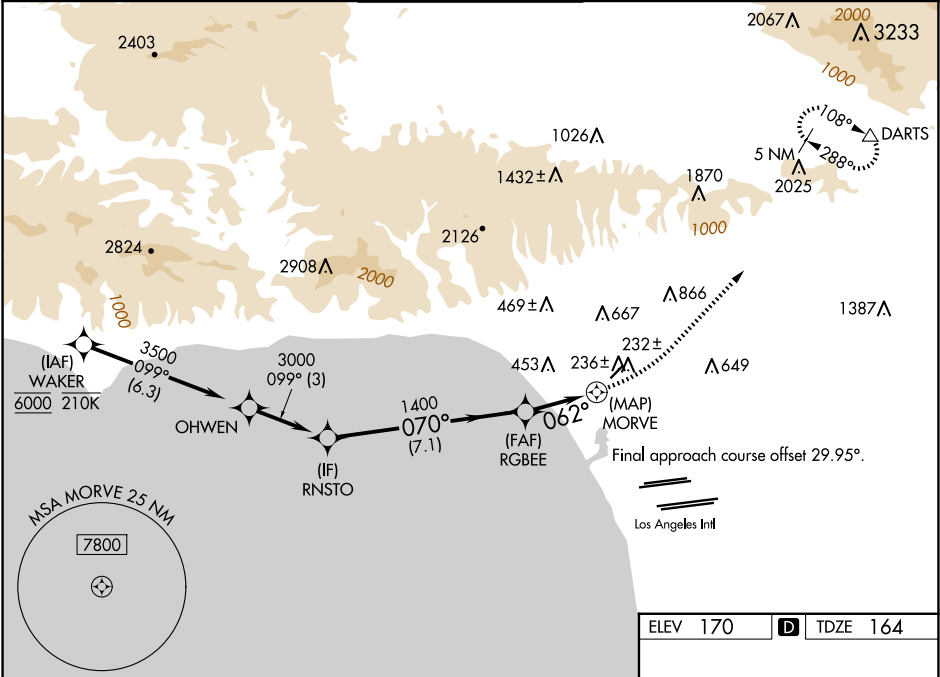 2067
2000
3233
2403
1000
108°
DARTS
1026
5 NM
288°
1432±
1870
2025
2126
1000
2824
2908
2000
1000
469±
667
866
1387
3500
099°
(6.3)
3000
099° (3)
232±
453
236±
649
(IAF)
WAKER
6000 210K
1400
070°
(7.1)
062°
(MAP)
MORVE
OHWEN
(FAF)
RGBEE
(IF)
RNSTO
Final approach course offset 29.95°.
MSA MORVE 25 NM
7800
Los Angeles Intl
ELEV 170 D TDZE 164